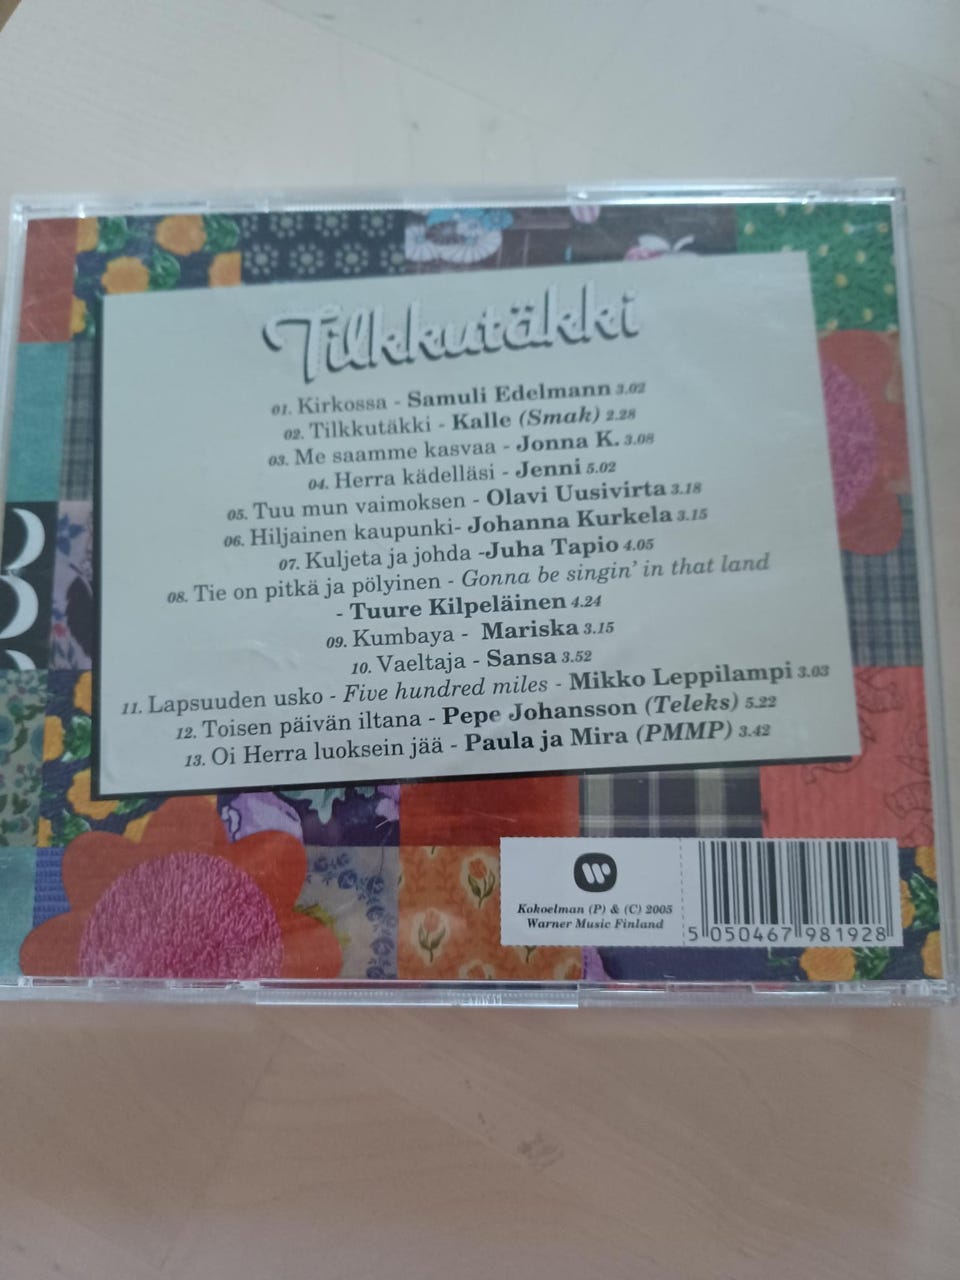 Tilkkutäkki
01. Kirkossa - Samuli Edelmann 3.02
02. Tilkkutäkki - Kalle (Smak) 2.28
03. Me saamme kasvaa - Jonna K. 3.08
04. Herra kädelläsi - Jenni 5.02
05. Tuu mun vaimoksen - Olavi Uusivirta 3.18
06. Hiljainen kaupunki- Johanna Kurkela 3.15
07. Kuljeta ja johda -Juha Tapio 4.05
08. Tie on pitkä ja pölyinen - Gonna be singin' in that land
- Tuure Kilpeläinen 4.24
09. Kumbaya - Mariska 3.15
10. Vaeltaja - Sansa 3.52
11. Lapsuuden usko - Five hundred miles - Mikko Leppilampi 3.03
12. Toisen päivän iltana - Pepe Johansson (Teleks) 5.22
13. Oi Herra luoksein jää - Paula ja Mira (PMMP) 3.42
Kokoelman (P) & (C) 2005
Warner Music Finland
5 050467 981928